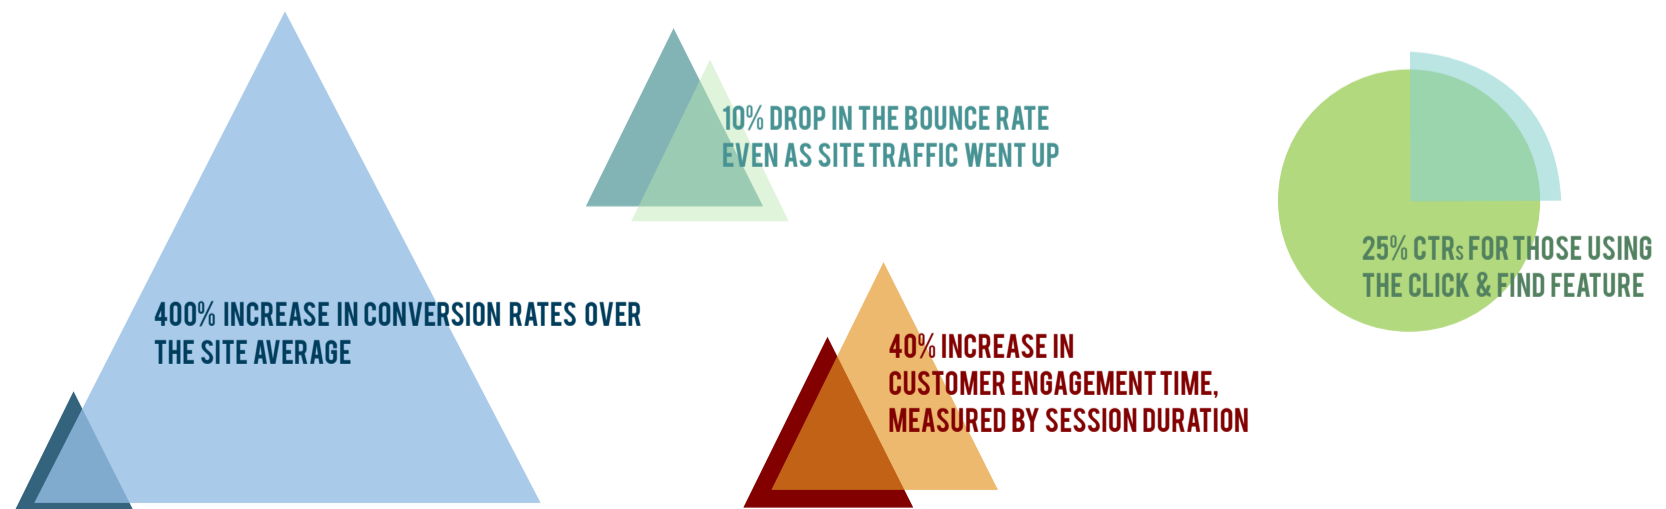 400% INCREASE IN CONVERSION RATES OVER
THE SITE AVERAGE
10% DROP IN THE BOUNCE RATE
EVEN AS SITE TRAFFIC WENT UP
40% INCREASE IN
CUSTOMER ENGAGEMENT TIME,
MEASURED BY SESSION DURATION
25% CTRs FOR THOSE USING
THE CLICK & FIND FEATURE